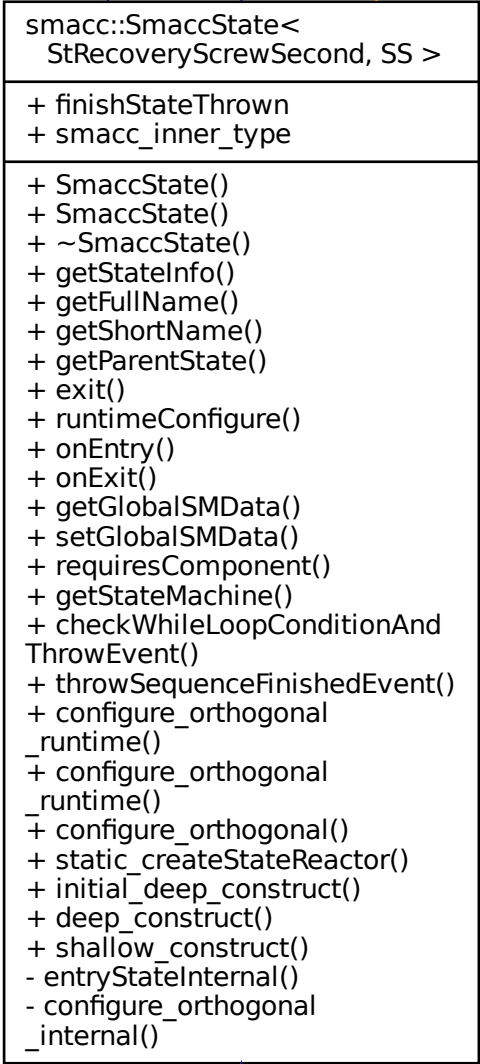 smacc::SmaccState<
StRecoveryScrewSecond, SS >
+ finishStateThrown
+ smacc_inner_type
+ SmaccState()
+ SmaccState()
+ ~SmaccState()
+ getStateInfo()
+ getFullName()
+ getShortName()
+ getParentState()
+ exit()
+ runtimeConfigure()
+ onEntry()
+ onExit()
+ getGlobalSMData()
+ setGlobalSMData()
+ requiresComponent()
+ getStateMachine()
+ checkWhileLoopConditionAnd
ThrowEvent()
+ throwSequenceFinishedEvent()
+ configure_orthogonal
_runtime()
+ configure_orthogonal
_runtime()
+ configure_orthogonal()
+ static_createStateReactor()
+ initial_deep_construct()
+ deep_construct()
+ shallow_construct()
- entryStateInternal()
- configure_orthogonal
_internal()